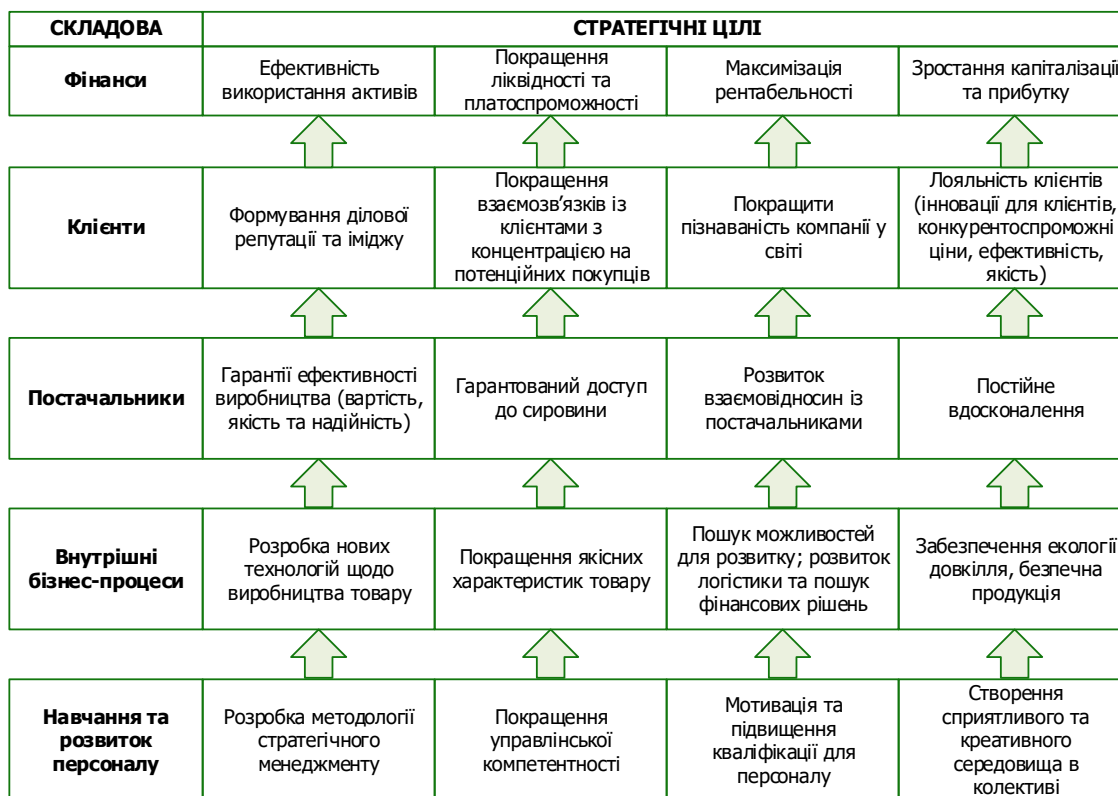 СКЛАДОВА
СТРАТЕГІЧНІ ЦІЛІ
Фінанси
Ефективність
використання активів
Покращення
ліквідності та
платоспроможності
Максимізація
рентабельності
Зростання капіталізації
та прибутку
Клієнти
Формування ділової
репутації та іміджу
Покращення
взаємозв’язків із
клієнтами з
концентрацією на
потенційних покупців
Покращити
пізнаваність компанії у
світі
Лояльність клієнтів
(інновації для клієнтів,
конкурентоспроможні
ціни, ефективність,
якість)
Постачальники
Гарантії ефективності
виробництва (вартість,
якість та надійність)
Гарантований доступ
до сировини
Розвиток
взаємовідносин із
постачальниками
Постійне
вдосконалення
Внутрішні
бізнес-процеси
Розробка нових
технологій щодо
виробництва товару
Покращення якісних
характеристик товару
Пошук можливостей
для розвитку; розвиток
логістики та пошук
фінансових рішень
Забезпечення екології
довкілля, безпечна
продукція
Навчання та
розвиток
персоналу
Розробка методології
стратегічного
менеджменту
Покращення
управлінської
компетентності
Мотивація та
підвищення
кваліфікації для
персоналу
Створення
сприятливого та
креативного
середовища в
колективі